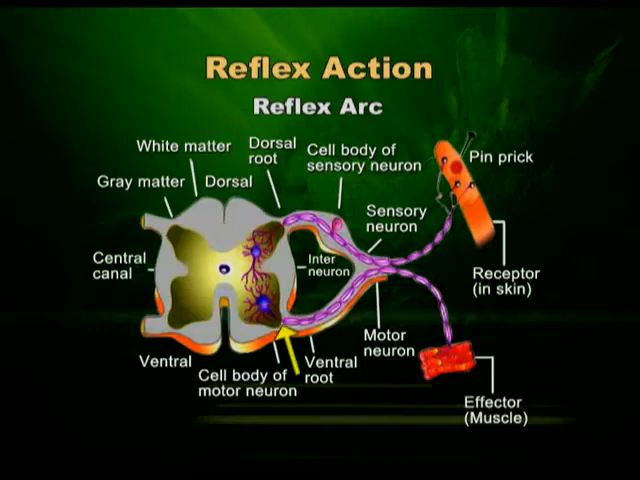 Reflex Action
Reflex Arc
White matter
Dorsal
root
Cell body of
sensory neuron
Pin prick
Gray matter
Dorsal
Sensory
neuron
Central
canal
Inter
neuron
Receptor
(in skin)
Motor
neuron
Ventral
Cell body of
motor neuron
Ventral
root
Effector
(Muscle)